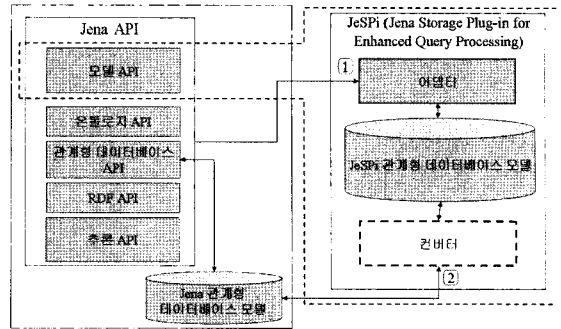 Jena API
모델 API
온톨로지 API
관계형 데이터베이스
API
RDF API
추론 API
Jena 관계형
데이터베이스 모델
JeSPi (Jena Storage Plug-in for
Enhanced Query Processing)
1
어댑터
JeSPi 관계형 데이터베이스 모델
컨버터
2